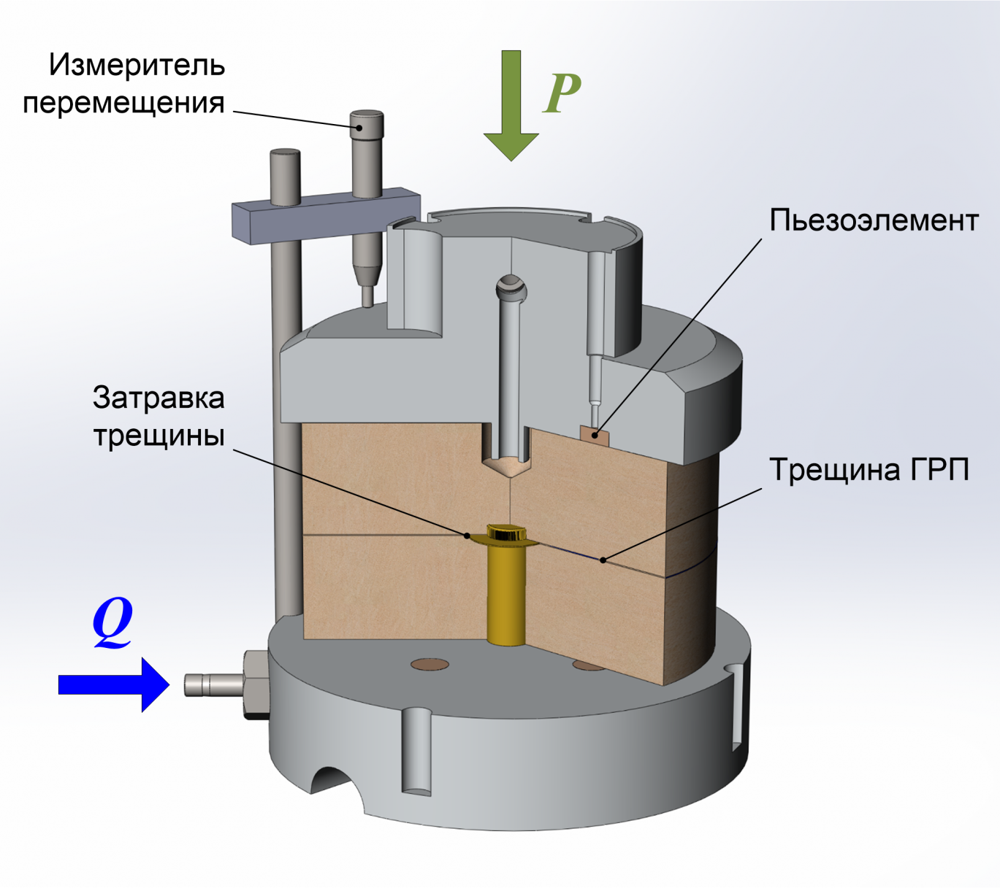 Измеритель
перемещения
P
Пьезоэлемент
Затравка
трещины
Трещина ГРП
Q